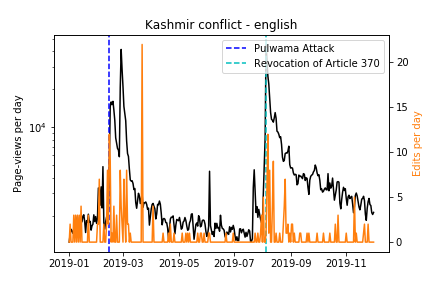 Kashmir conflict - english
Pulwama Attack
Revocation of Article 370
Page-views per day
10⁴
Edits per day
20
15
10
5
0
2019-01 2019-03 2019-05 2019-07 2019-09 2019-11